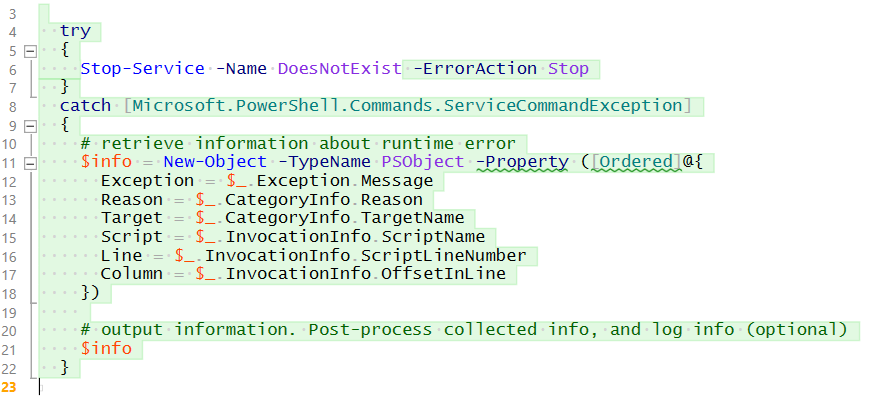 3
4 try
5 {
6 Stop-Service -Name DoesNotExist -ErrorAction Stop
7 }
8 catch [Microsoft.PowerShell.Commands.ServiceCommandException]
9 {
10 # retrieve information about runtime error
11 $info = New-Object -TypeName PSObject -Property ([Ordered]@{
12 Exception = $_.Exception.Message
13 Reason = $_.CategoryInfo.Reason
14 Target = $_.CategoryInfo.TargetName
15 Script = $_.InvocationInfo.ScriptName
16 Line = $_.InvocationInfo.ScriptLineNumber
17 Column = $_.InvocationInfo.OffsetInLine
18 })
19
20 # output information. Post-process collected info, and log info (optional)
21 $info
22 }
23